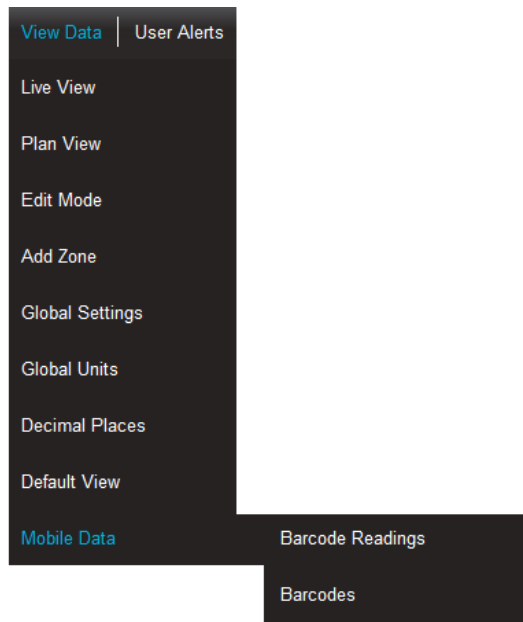 View Data | User Alerts
Live View
Plan View
Edit Mode
Add Zone
Global Settings
Global Units
Decimal Places
Default View
Mobile Data Barcode Readings
Barcodes